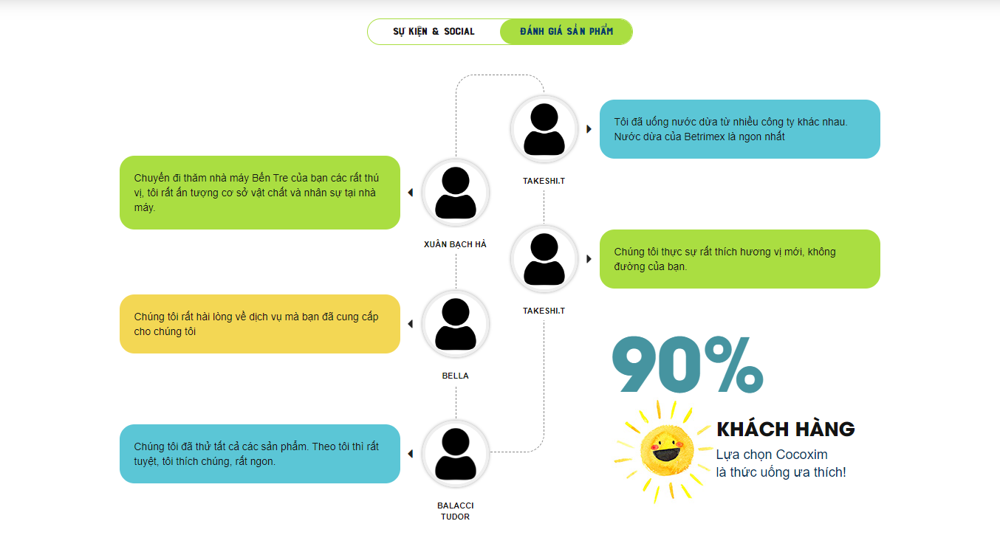 SỰ KIỆN & SOCIAL
ĐÁNH GIÁ SẢN PHẨM
Tôi đã uống nước dừa từ nhiều công ty khác nhau.
Nước dừa của Betrimex là ngon nhất
TAKESHI.T
Chuyến đi thăm nhà máy Bến Tre của bạn các rất thú
vị, tôi rất ấn tượng cơ sở vật chất và nhân sự tại nhà
máy.
XUÂN BẠCH HÀ
Chúng tôi thực sự rất thích hương vị mới, không
đường của bạn.
TAKESHI.T
Chúng tôi rất hài lòng về dịch vụ mà bạn đã cung cấp
cho chúng tôi
BELLA
Chúng tôi đã thử tất cả các sản phẩm. Theo tôi thì rất
tuyệt, tôi thích chúng, rất ngon.
BALACCI
TUDOR
90%
KHÁCH HÀNG
Lựa chọn Cocoxim
là thức uống ưa thích!